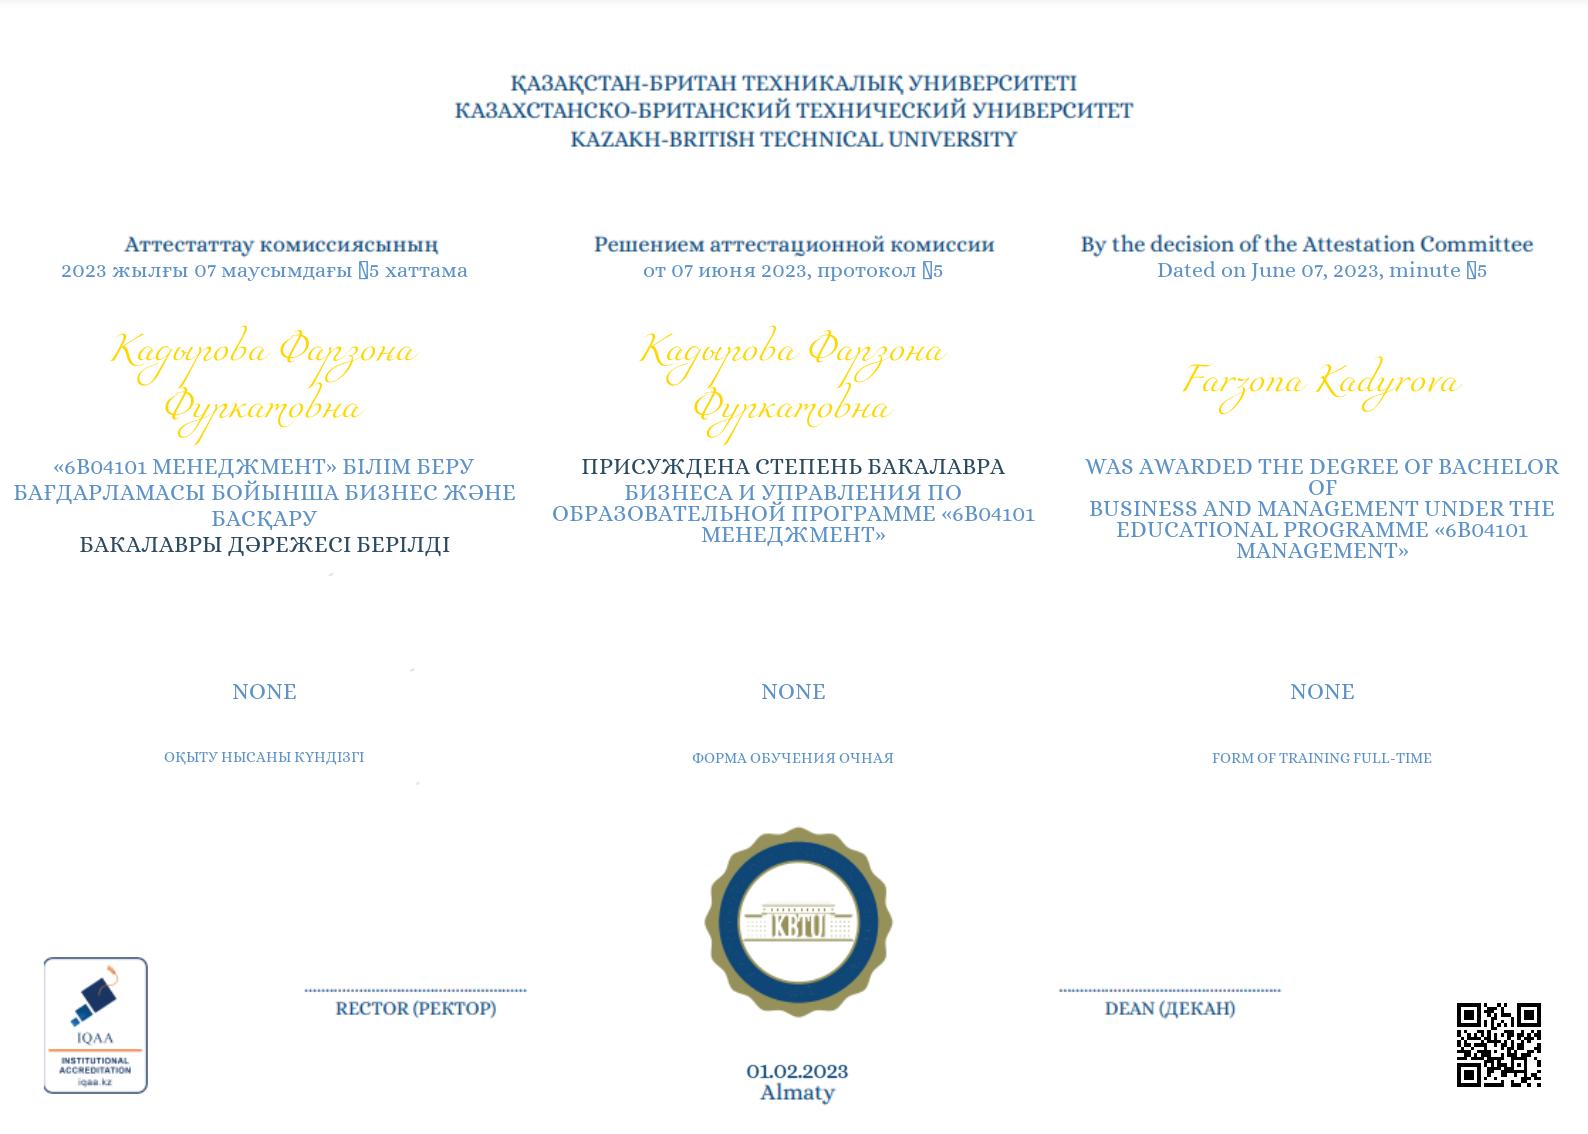 ҚАЗАҚСТАН-БРИТАН ТЕХНИКАЛЫҚ УНИВЕРСИТЕТІ
КАЗАХСТАНСКО-БРИТАНСКИЙ ТЕХНИЧЕСКИЙ УНИВЕРСИТЕТ
KAZAKH-BRITISH TECHNICAL UNIVERSITY
Аттестаттау комиссиясының
2023 жылғы 07 маусымдағы 5 хаттама
Кадырова Фарзона
Фуркатовна
«6B04101 МЕНЕДЖМЕНТ» БІЛІМ БЕРУ
БАҒДАРЛАМАСЫ БОЙЫНША БИЗНЕС ЖӘНЕ
БАСҚАРУ
БАКАЛАВРЫ ДӘРЕЖЕСІ БЕРІЛДІ
NONE
ОҚЫТУ НЫСАНЫ КҮНДІЗГІ
Решением аттестационной комиссии
от 07 июня 2023, протокол 5
Кадырова Фарзона
Фуркатовна
ПРИСУЖДЕНА СТЕПЕНЬ БАКАЛАВРА
БИЗНЕСА И УПРАВЛЕНИЯ ПО
ОБРАЗОВАТЕЛЬНОЙ ПРОГРАММЕ «6B04101
МЕНЕДЖМЕНТ»
NONE
ФОРМА ОБУЧЕНИЯ ОЧНАЯ
By the decision of the Attestation Committee
Dated on June 07, 2023, minute 5
Farzona Kadyrova
WAS AWARDED THE DEGREE OF BACHELOR
OF
BUSINESS AND MANAGEMENT UNDER THE
EDUCATIONAL PROGRAMME «6B04101
MANAGEMENT»
NONE
FORM OF TRAINING FULL-TIME
KBTU
IQAA
INSTITUTIONAL
ACCREDITATION
iqaa.kz
RECTOR (РЕКТОР)
DEAN (ДЕКАН)
01.02.2023
Almaty